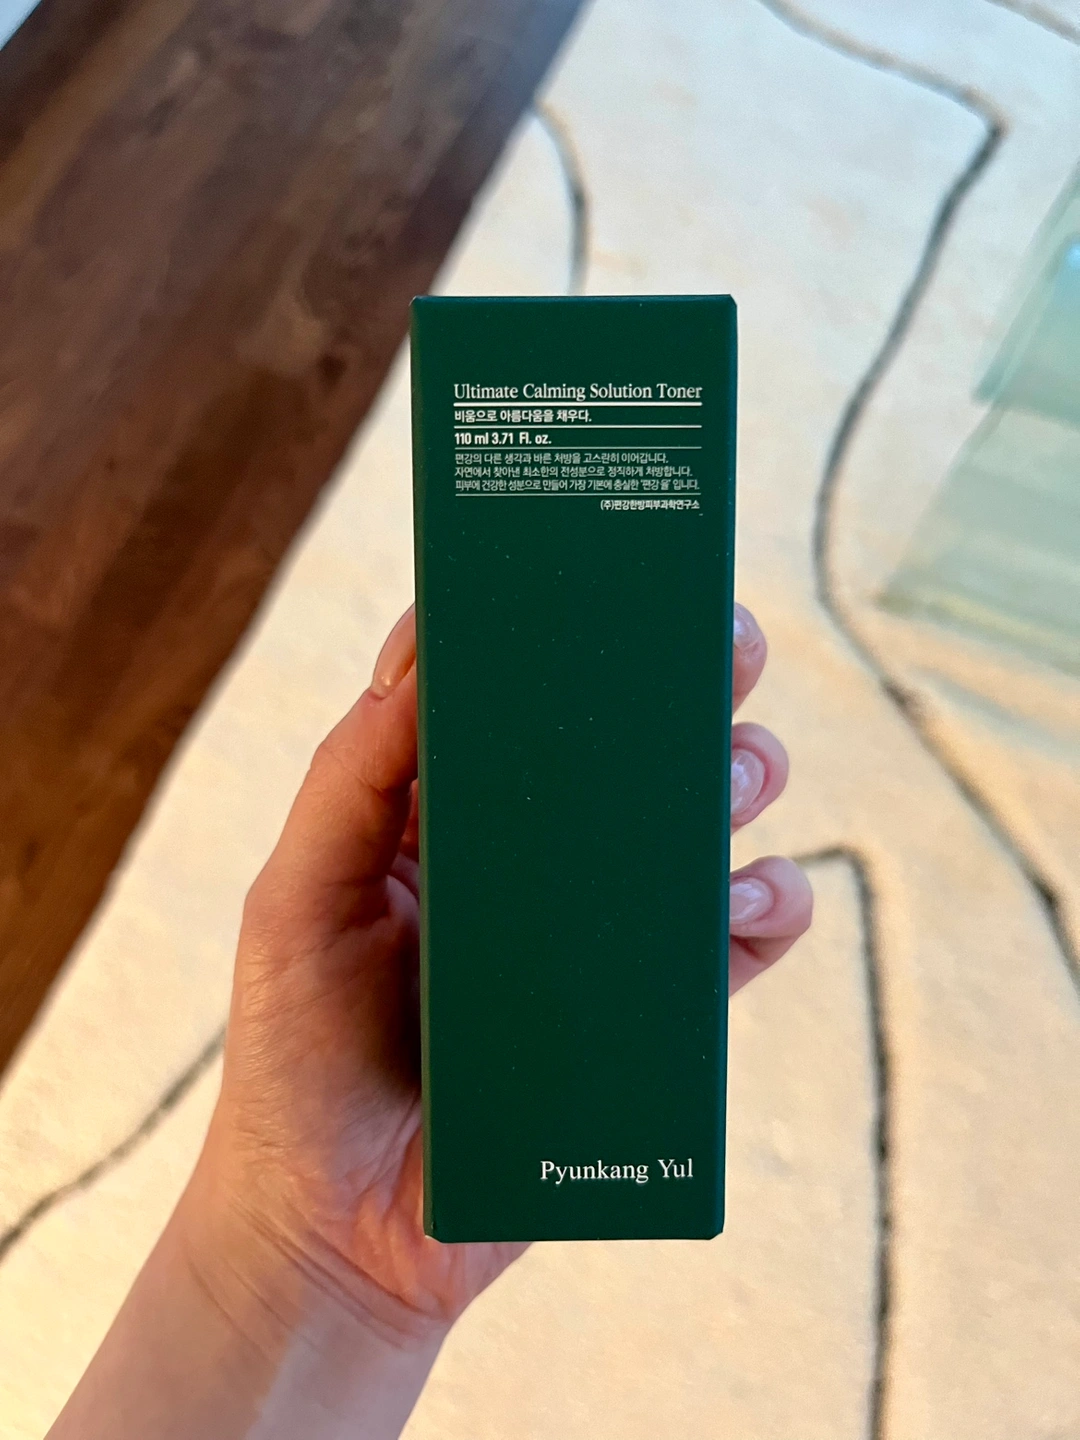 Ultimate Calming Solution Toner
비움으로 아름다움을 채우다.
110 ml 3.71 Fl. oz.
편강의 다른 생각과 바른 처방을 고스란히 이어갑니다.
자연에서 찾아낸 최소한의 전성분으로 정직하게 처방합니다.
피부에 건강한 성분으로 만들어 가장 기본에 충실한 '편강 율' 입니다.
(주)편강한방피부과학연구소
Pyunkang Yul